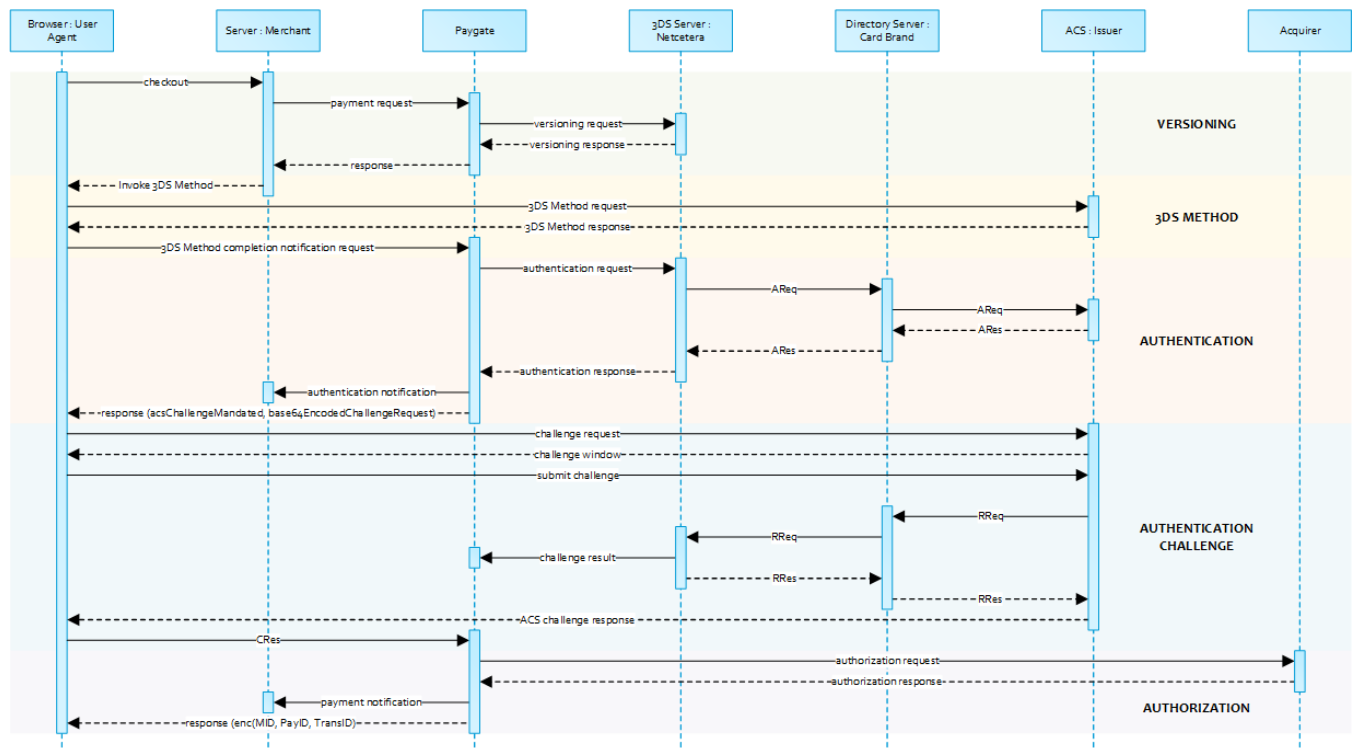 Browser : User
Agent
Server : Merchant
Paygate
3DS Server :
Netcetera
Directory Server :
Card Brand
ACS : Issuer
Acquirer
checkout
payment request
versioning request
VERSIONING
versioning response
response
Invoke 3DS Method
3DS Method request
3DS METHOD
3DS Method response
3DS Method completion notification request
authentication request
AReq
AReq
ARes
AUTHENTICATION
ARes
authentication response
authentication notification
response (acsChallengeMandated, base64EncodedChallengeRequest)
challenge request
challenge window
submit challenge
RReq
AUTHENTICATION
CHALLENGE
RReq
challenge result
RRes
RRes
ACS challenge response
CRes
authorization request
authorization response
payment notification
AUTHORIZATION
response (enc(MID, PayID, TransID)